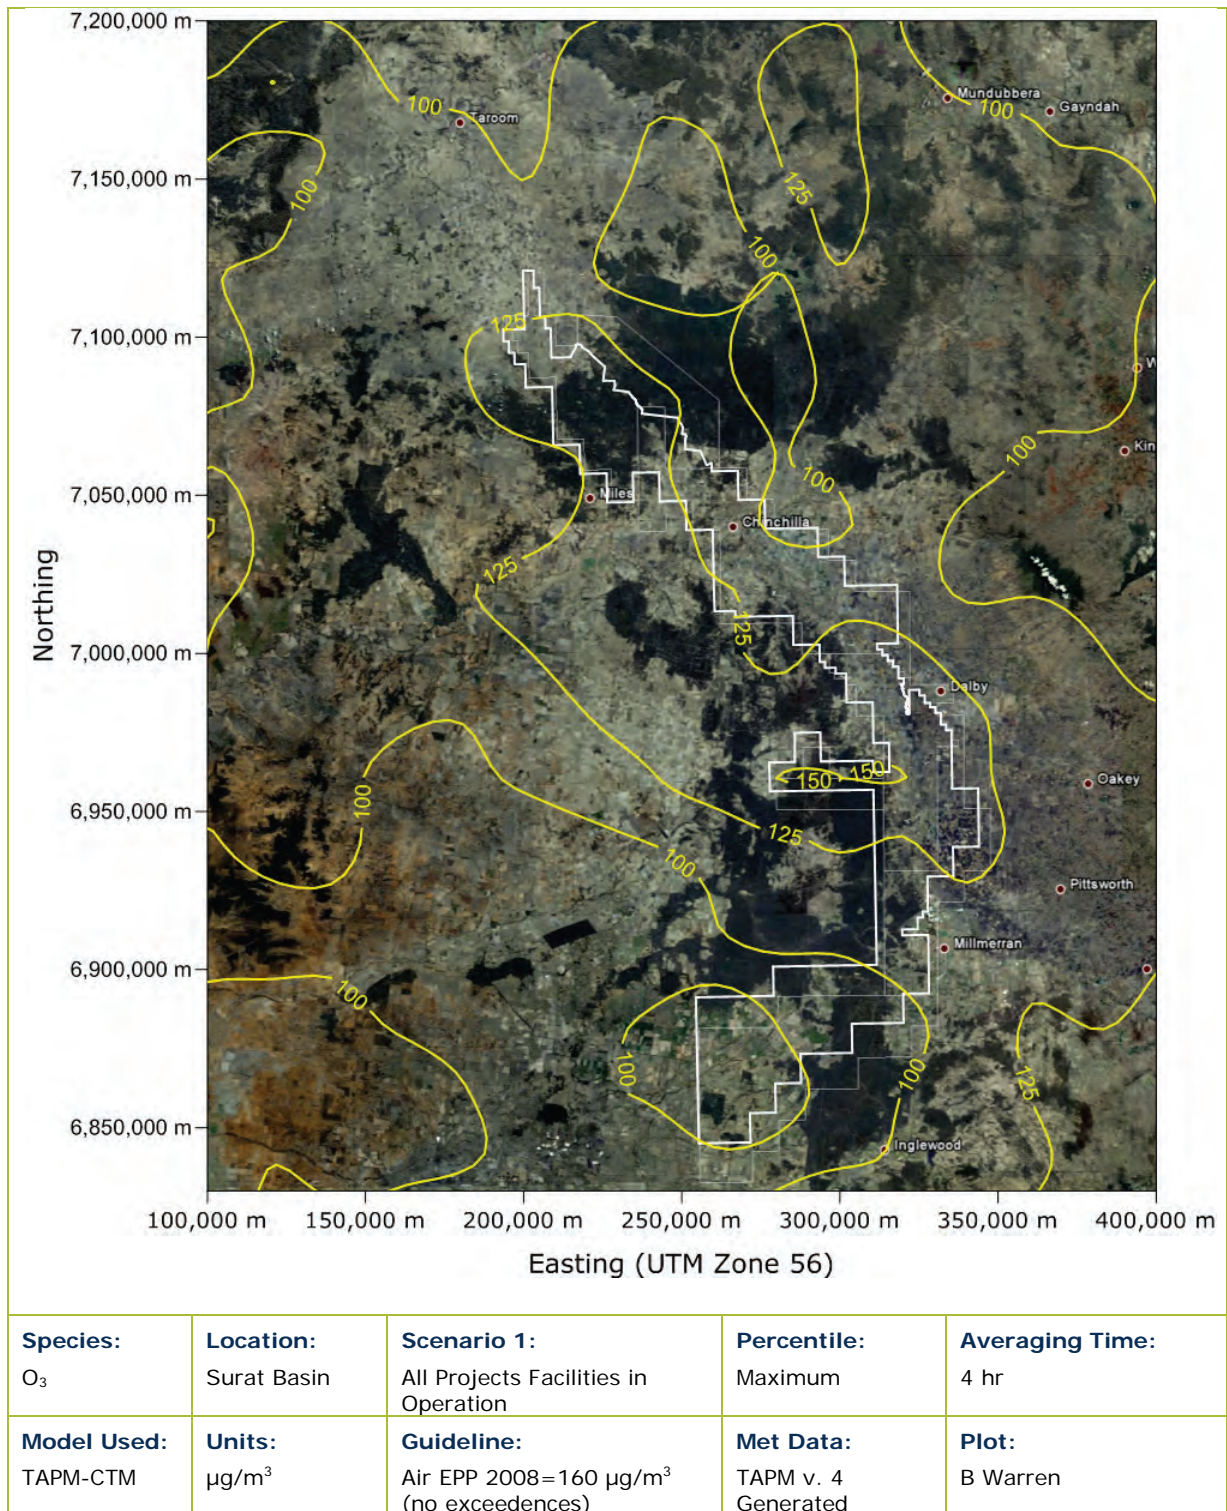 7,200,000 m
Mundubbera
100
Taroom
100
Gayndah
7,150,000 m
100
125
100
125
7,100,000 m
W
100
Kin
100
7,050,000 m
Miles
Chinchilla
125
125
Northing
7,000,000 m
Dalby
150
150
Oakey
100
6,950,000 m
125
100
Pittsworth
Millmerran
6,900,000 m
100
100
100
125
6,850,000 m
Inglewood
100,000 m 150,000 m 200,000 m 250,000 m 300,000 m 350,000 m 400,000 m
Easting (UTM Zone 56)
Species: Location: Scenario 1: Percentile: Averaging Time:
O₃ Surat Basin All Projects Facilities in Maximum 4 hr
Operation
Model Used: Units: Guideline: Met Data: Plot:
TAPM-CTM µg/m³ Air EPP 2008=160 µg/m³ TAPM v. 4 B Warren
(no exceedences) Generated